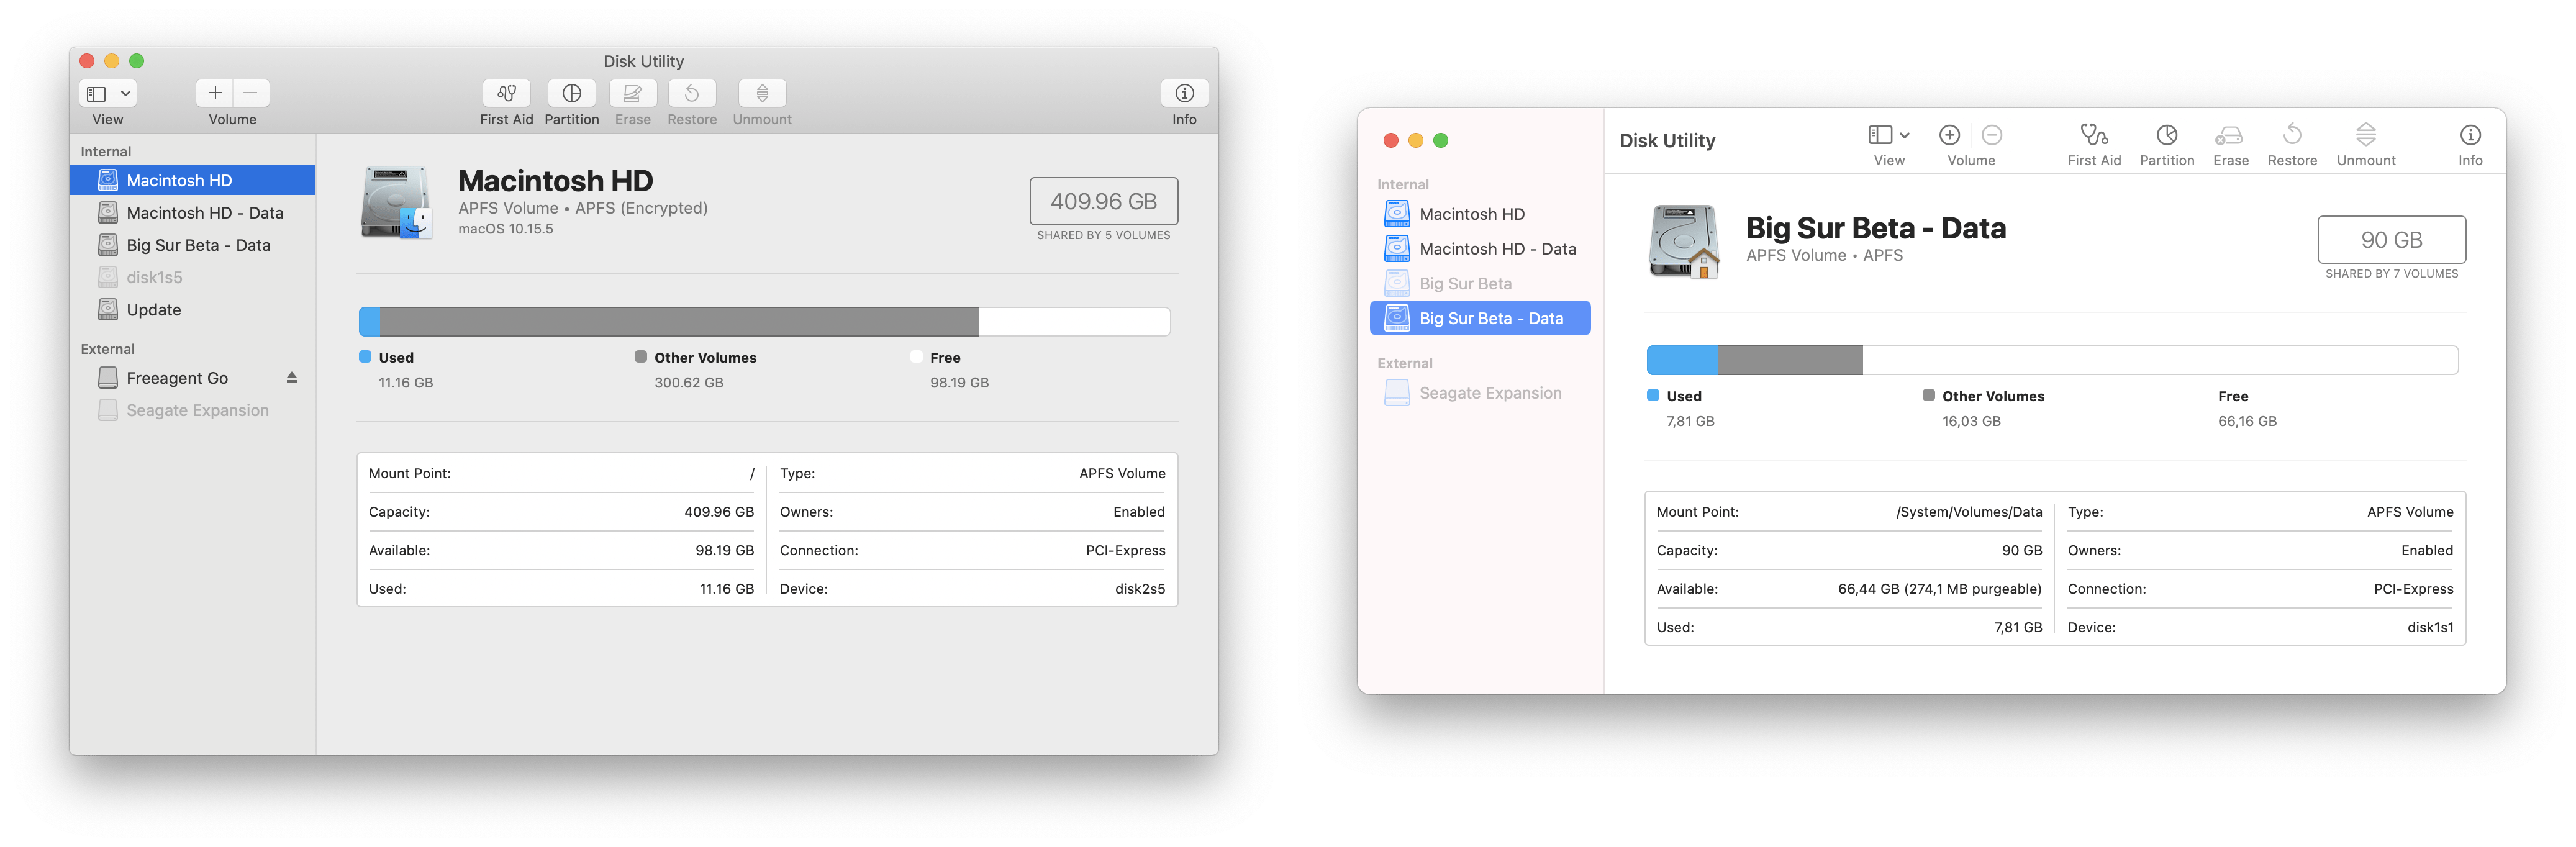 Disk Utility
View
Volume
First Aid
Partition
Erase
Restore
Unmount
Info
Internal
Macintosh HD
Macintosh HD - Data
Big Sur Beta - Data
disk1s5
Update
External
Freeagent Go
Seagate Expansion
Macintosh HD
APFS Volume • APFS (Encrypted)
macOS 10.15.5
409.96 GB
SHARED BY 5 VOLUMES
Used
11.16 GB
Other Volumes
300.62 GB
Free
98.19 GB
Mount Point: /
Capacity: 409.96 GB
Available: 98.19 GB
Used: 11.16 GB
Type: APFS Volume
Owners: Enabled
Connection: PCI-Express
Device: disk2s5
Internal
Macintosh HD
Macintosh HD - Data
Big Sur Beta
Big Sur Beta - Data
External
Seagate Expansion
Disk Utility
View
Volume
First Aid
Partition
Erase
Restore
Unmount
Info
Big Sur Beta - Data
APFS Volume • APFS
90 GB
SHARED BY 7 VOLUMES
Used
7,81 GB
Other Volumes
16,03 GB
Free
66,16 GB
Mount Point: /System/Volumes/Data
Capacity: 90 GB
Available: 66,44 GB (274,1 MB purgeable)
Used: 7,81 GB
Type: APFS Volume
Owners: Enabled
Connection: PCI-Express
Device: disk1s1